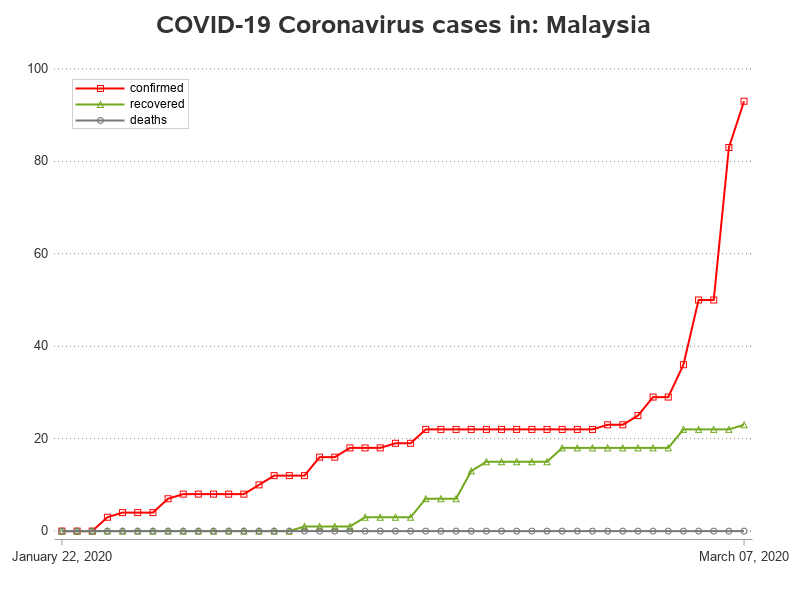 COVID-19 Coronavirus cases in: Malaysia
100
confirmed
recovered
deaths
80
60
40
20
0
January 22, 2020
March 07, 2020